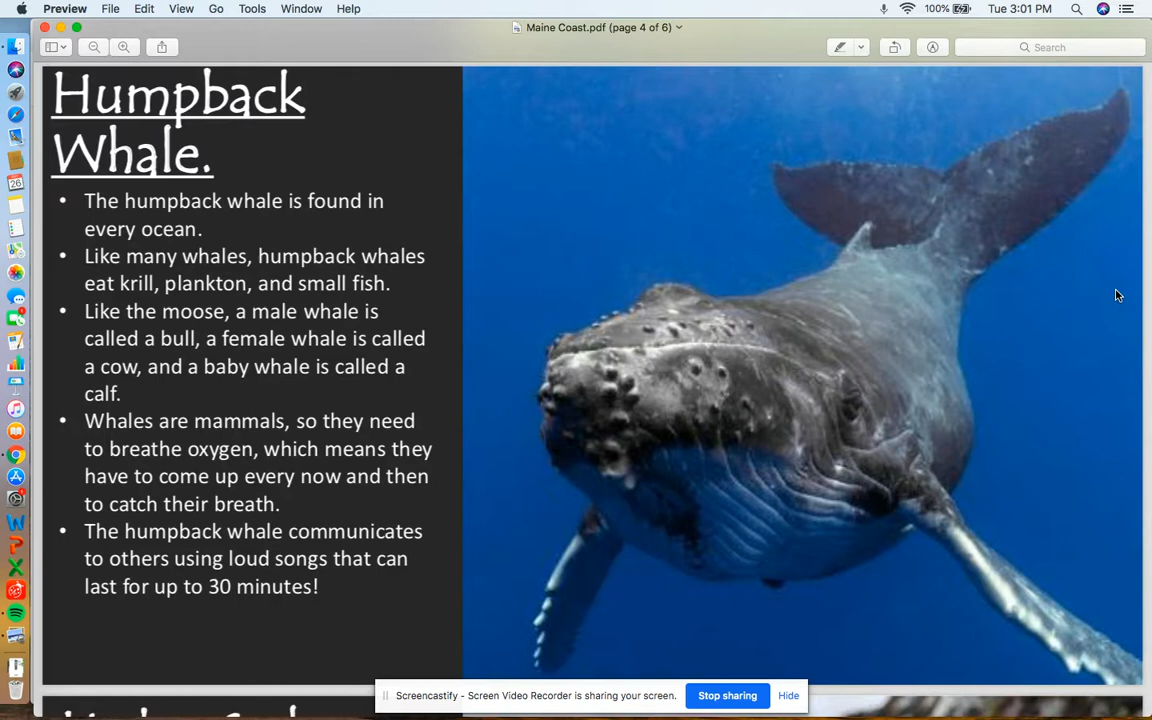 Preview File Edit View Go Tools Window Help 100% Tue 3:01 PM
Maine Coast.pdf (page 4 of 6)
Search
Humpback
Whale.
• The humpback whale is found in
every ocean.
• Like many whales, humpback whales
eat krill, plankton, and small fish.
• Like the moose, a male whale is
called a bull, a female whale is called
a cow, and a baby whale is called a
calf.
• Whales are mammals, so they need
to breathe oxygen, which means they
have to come up every now and then
to catch their breath.
• The humpback whale communicates
to others using loud songs that can
last for up to 30 minutes!
Screencastify - Screen Video Recorder is sharing your screen. Stop sharing Hide
26